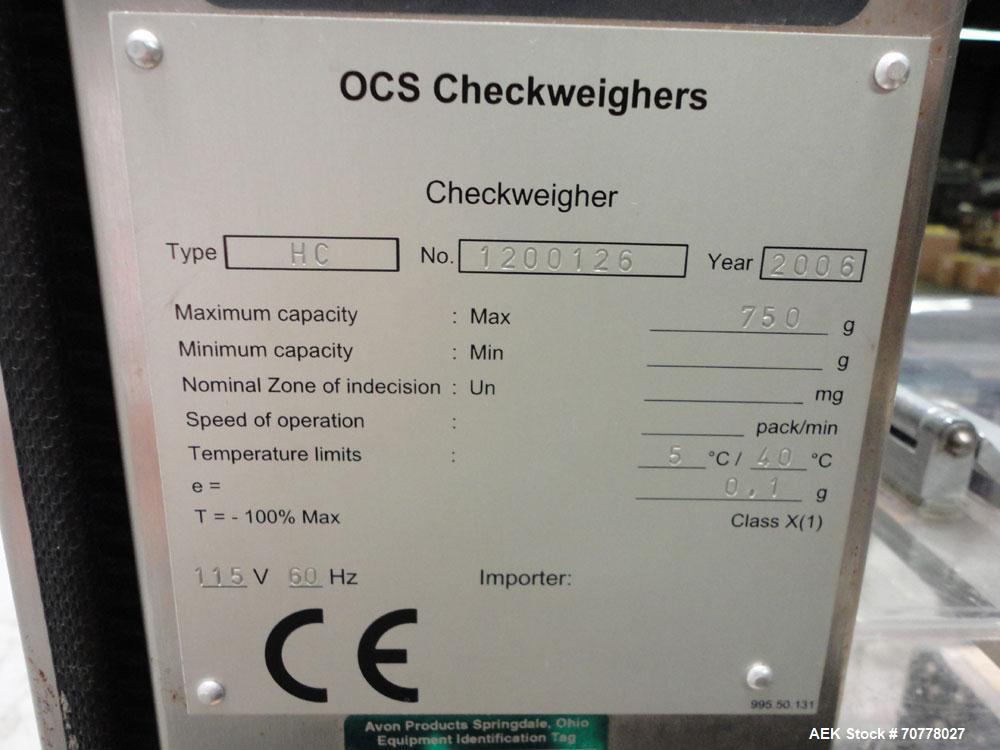 OCS Checkweighers
Checkweigher
Type HC No. 1200126 Year 2006
Maximum capacity : Max 750 g
Minimum capacity : Min g
Nominal Zone of indecision : Un mg
Speed of operation : pack/min
Temperature limits : 5 °C / 40 °C
e = 0,1 g
T = - 100% Max Class X(1)
115 V 60 Hz Importer:
CE
995.50.131
Avon Products Springdale, Ohio
Equipment Identification Tag
AEK Stock #70778027